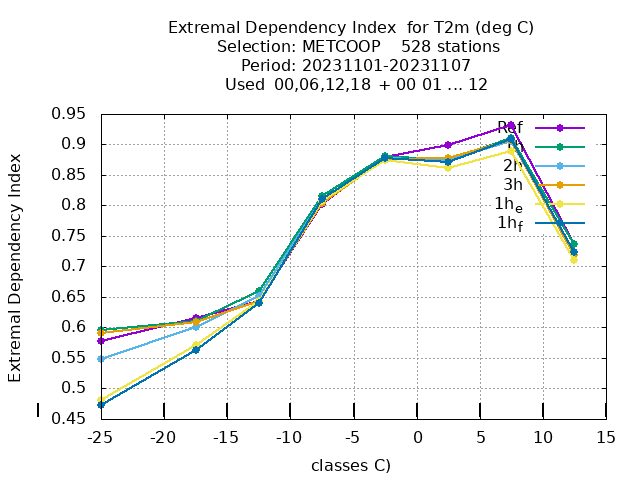 Extremal Dependency Index for T2m (deg C)
Selection: METCOOP 528 stations
Period: 20231101-20231107
Used 00,06,12,18 + 00 01 ... 12
Extremal Dependency Index
0.95
0.9
0.85
0.8
0.75
0.7
0.65
0.6
0.55
0.5
0.45
Ref
1h
2h
3h
1h_e
1h_f
-25 -20 -15 -10 -5 0 5 10 15
classes C)